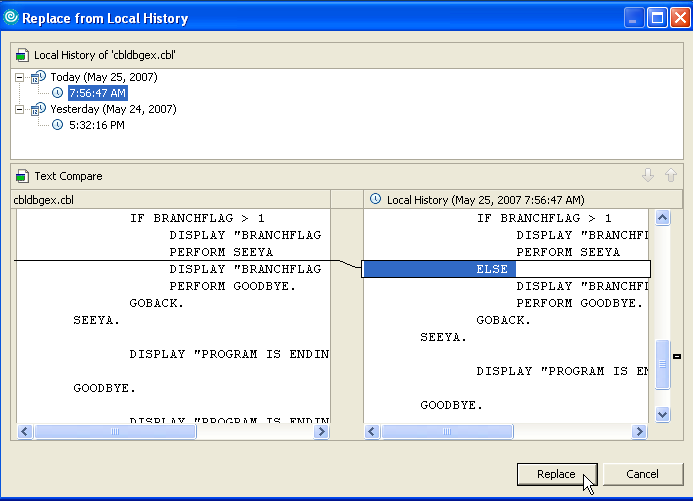 Replace from Local History
Local History of 'cbldbgex.cbl'
Today (May 25, 2007)
7:56:47 AM
Yesterday (May 24, 2007)
5:32:16 PM
Text Compare
cbldbgex.cbl
IF BRANCHFLAG > 1
DISPLAY "BRANCHFLAG
PERFORM SEEYA
DISPLAY "BRANCHFLAG
PERFORM GOODBYE.
GOBACK.
SEEYA.
DISPLAY "PROGRAM IS ENDIN
GOODBYE.
DISPLAY "PROGRAM IS ENDIN
Local History (May 25, 2007 7:56:47 AM)
IF BRANCHFLAG > 1
DISPLAY "BRANCHFL
PERFORM SEEYA
ELSE
DISPLAY "BRANCHFL
PERFORM GOODBYE.
GOBACK.
SEEYA.
DISPLAY "PROGRAM IS EN
GOODBYE.
Replace
Cancel